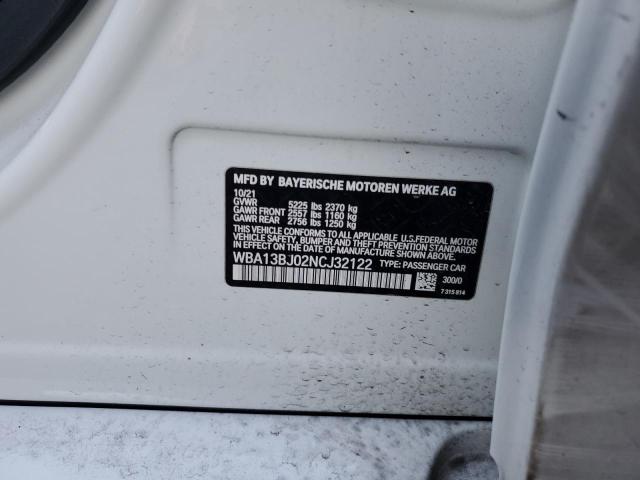 MFD BY BAYERISCHE MOTOREN WERKE AG
10/21
GVWR 5225 lbs 2370 kg
GAWR FRONT 2557 lbs 1160 kg
GAWR REAR 2756 lbs 1250 kg
THIS VEHICLE CONFORMS TO ALL APPLICABLE U.S.FEDERAL MOTOR
VEHICLE SAFETY, BUMPER, AND THEFT PREVENTION STANDARDS
IN EFFECT ON THE DATE OF MANUFACTURE SHOWN ABOVE.
WBA13BJ02NCJ32122 TYPE: PASSENGER CAR
300/0
7 315 814